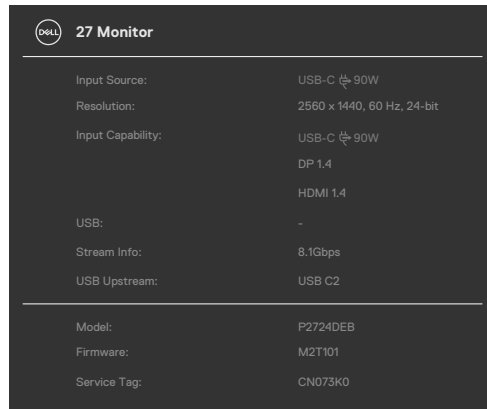 DELL 27 Monitor
Input Source: USB-C 90W
Resolution: 2560 x 1440, 60 Hz, 24-bit
Input Capability: USB-C 90W
DP 1.4
HDMI 1.4
USB: -
Stream Info: 8.1Gbps
USB Upstream: USB C2
Model: P2724DEB
Firmware: M2T101
Service Tag: CN073K0